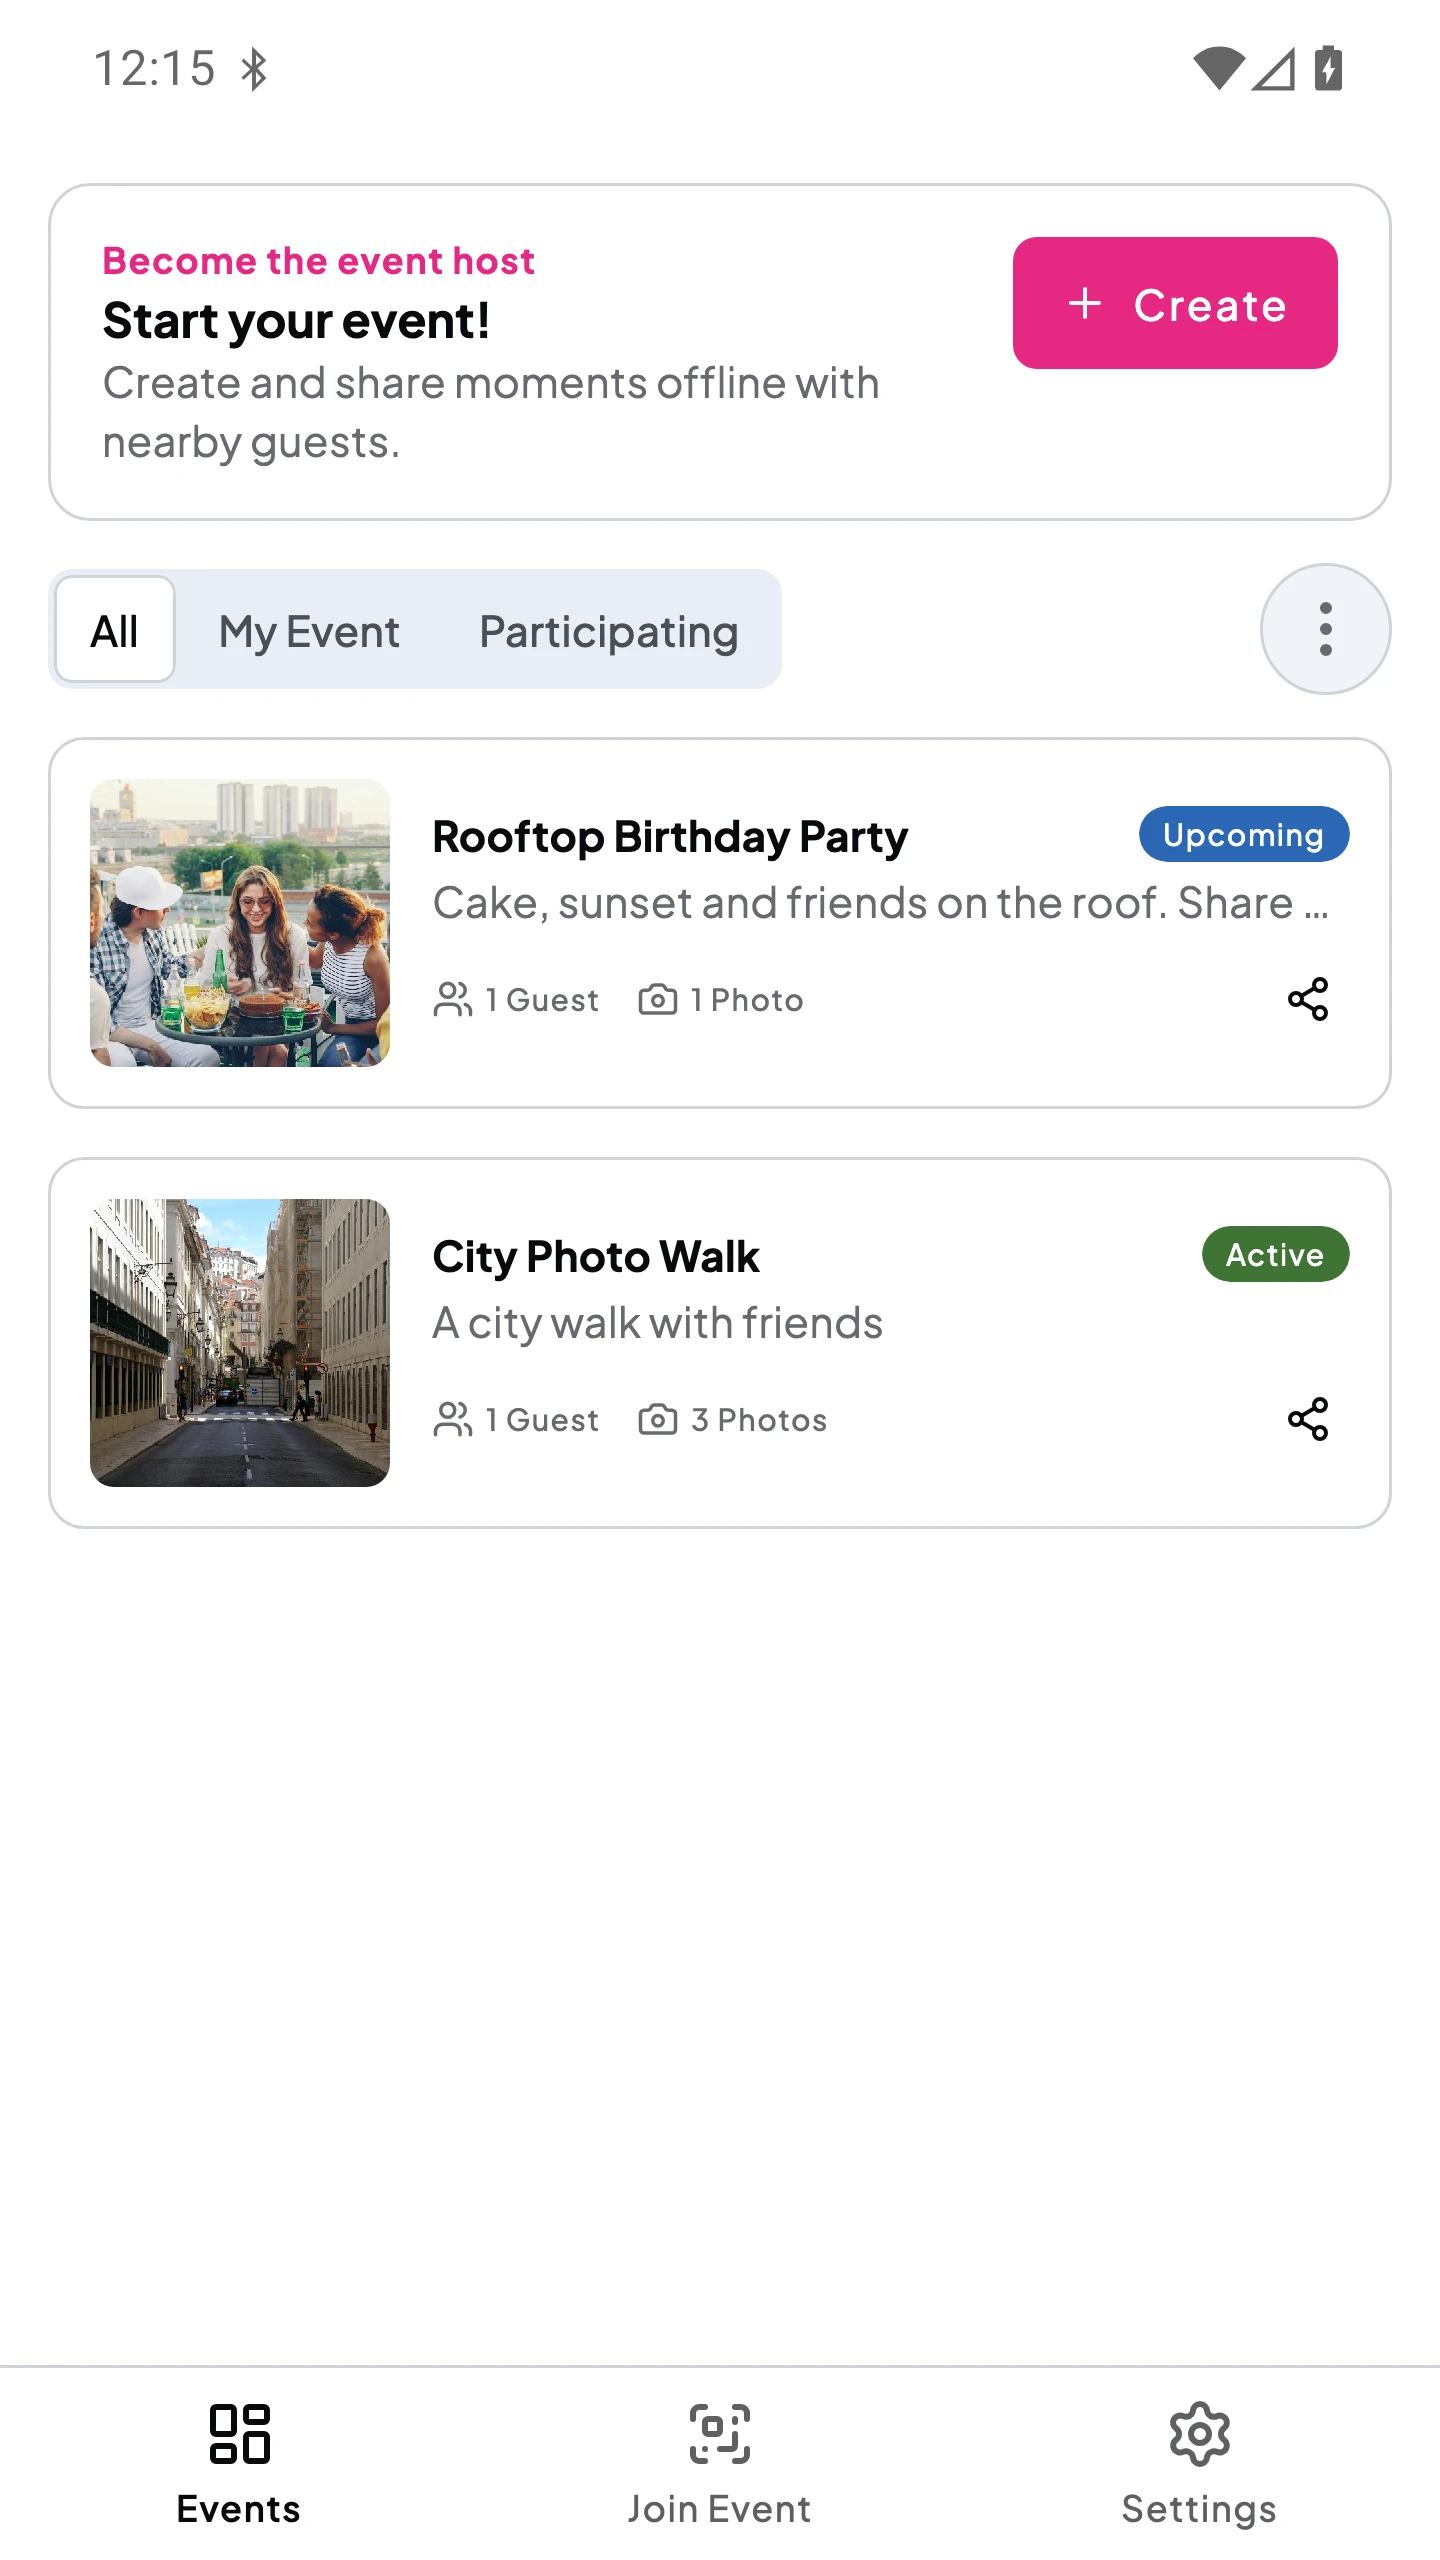 12:15
Become the event host
Start your event!
Create and share moments offline with
nearby guests.
+ Create
All
My Event
Participating
Rooftop Birthday Party
Upcoming
Cake, sunset and friends on the roof. Share ...
1 Guest
1 Photo
City Photo Walk
Active
A city walk with friends
1 Guest
3 Photos
Events
Join Event
Settings